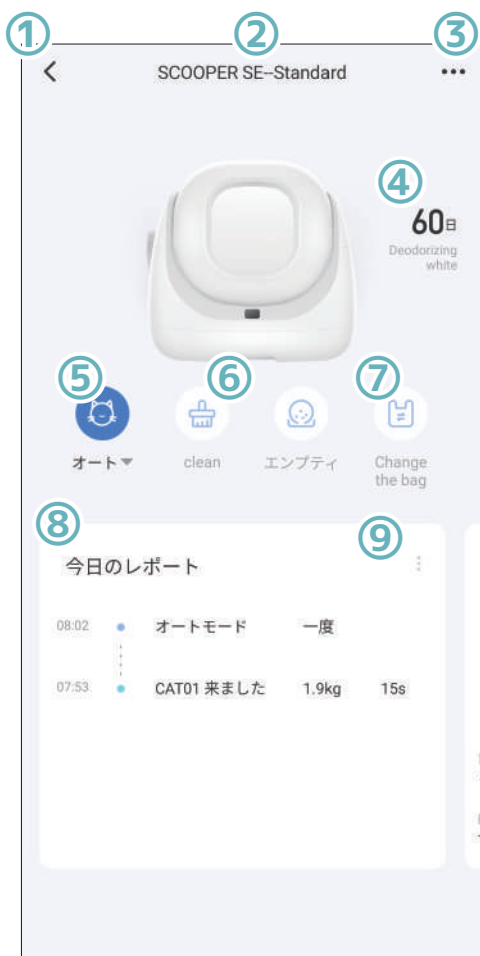 ① ② ③
SCOOPER SE--Standard
④
60日
Deodorizing
white
⑤ ⑥ ⑦
オート clean エンプティ Change
the bag
⑧ ⑨
今日のレポート
08:02 オートモード 一度
07:53 CAT01 来ました 1.9kg 15s